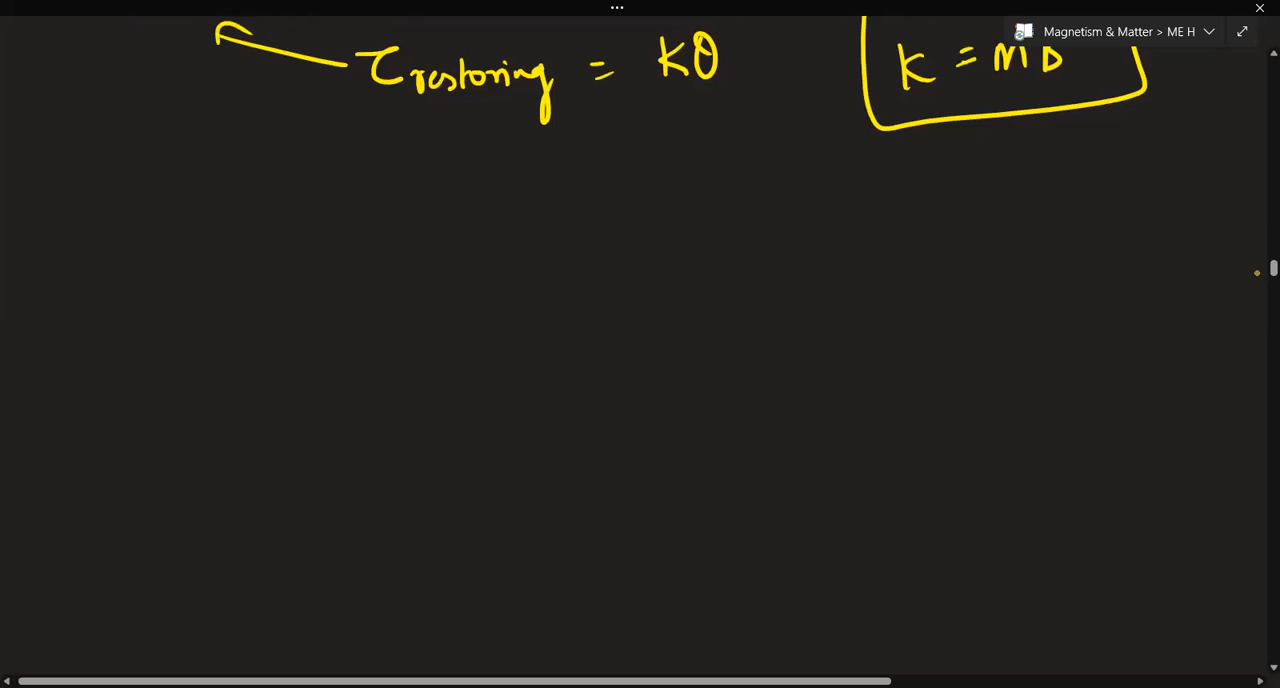 Magnetism & Matter > ME H
τrestoring = Kθ
K = MB